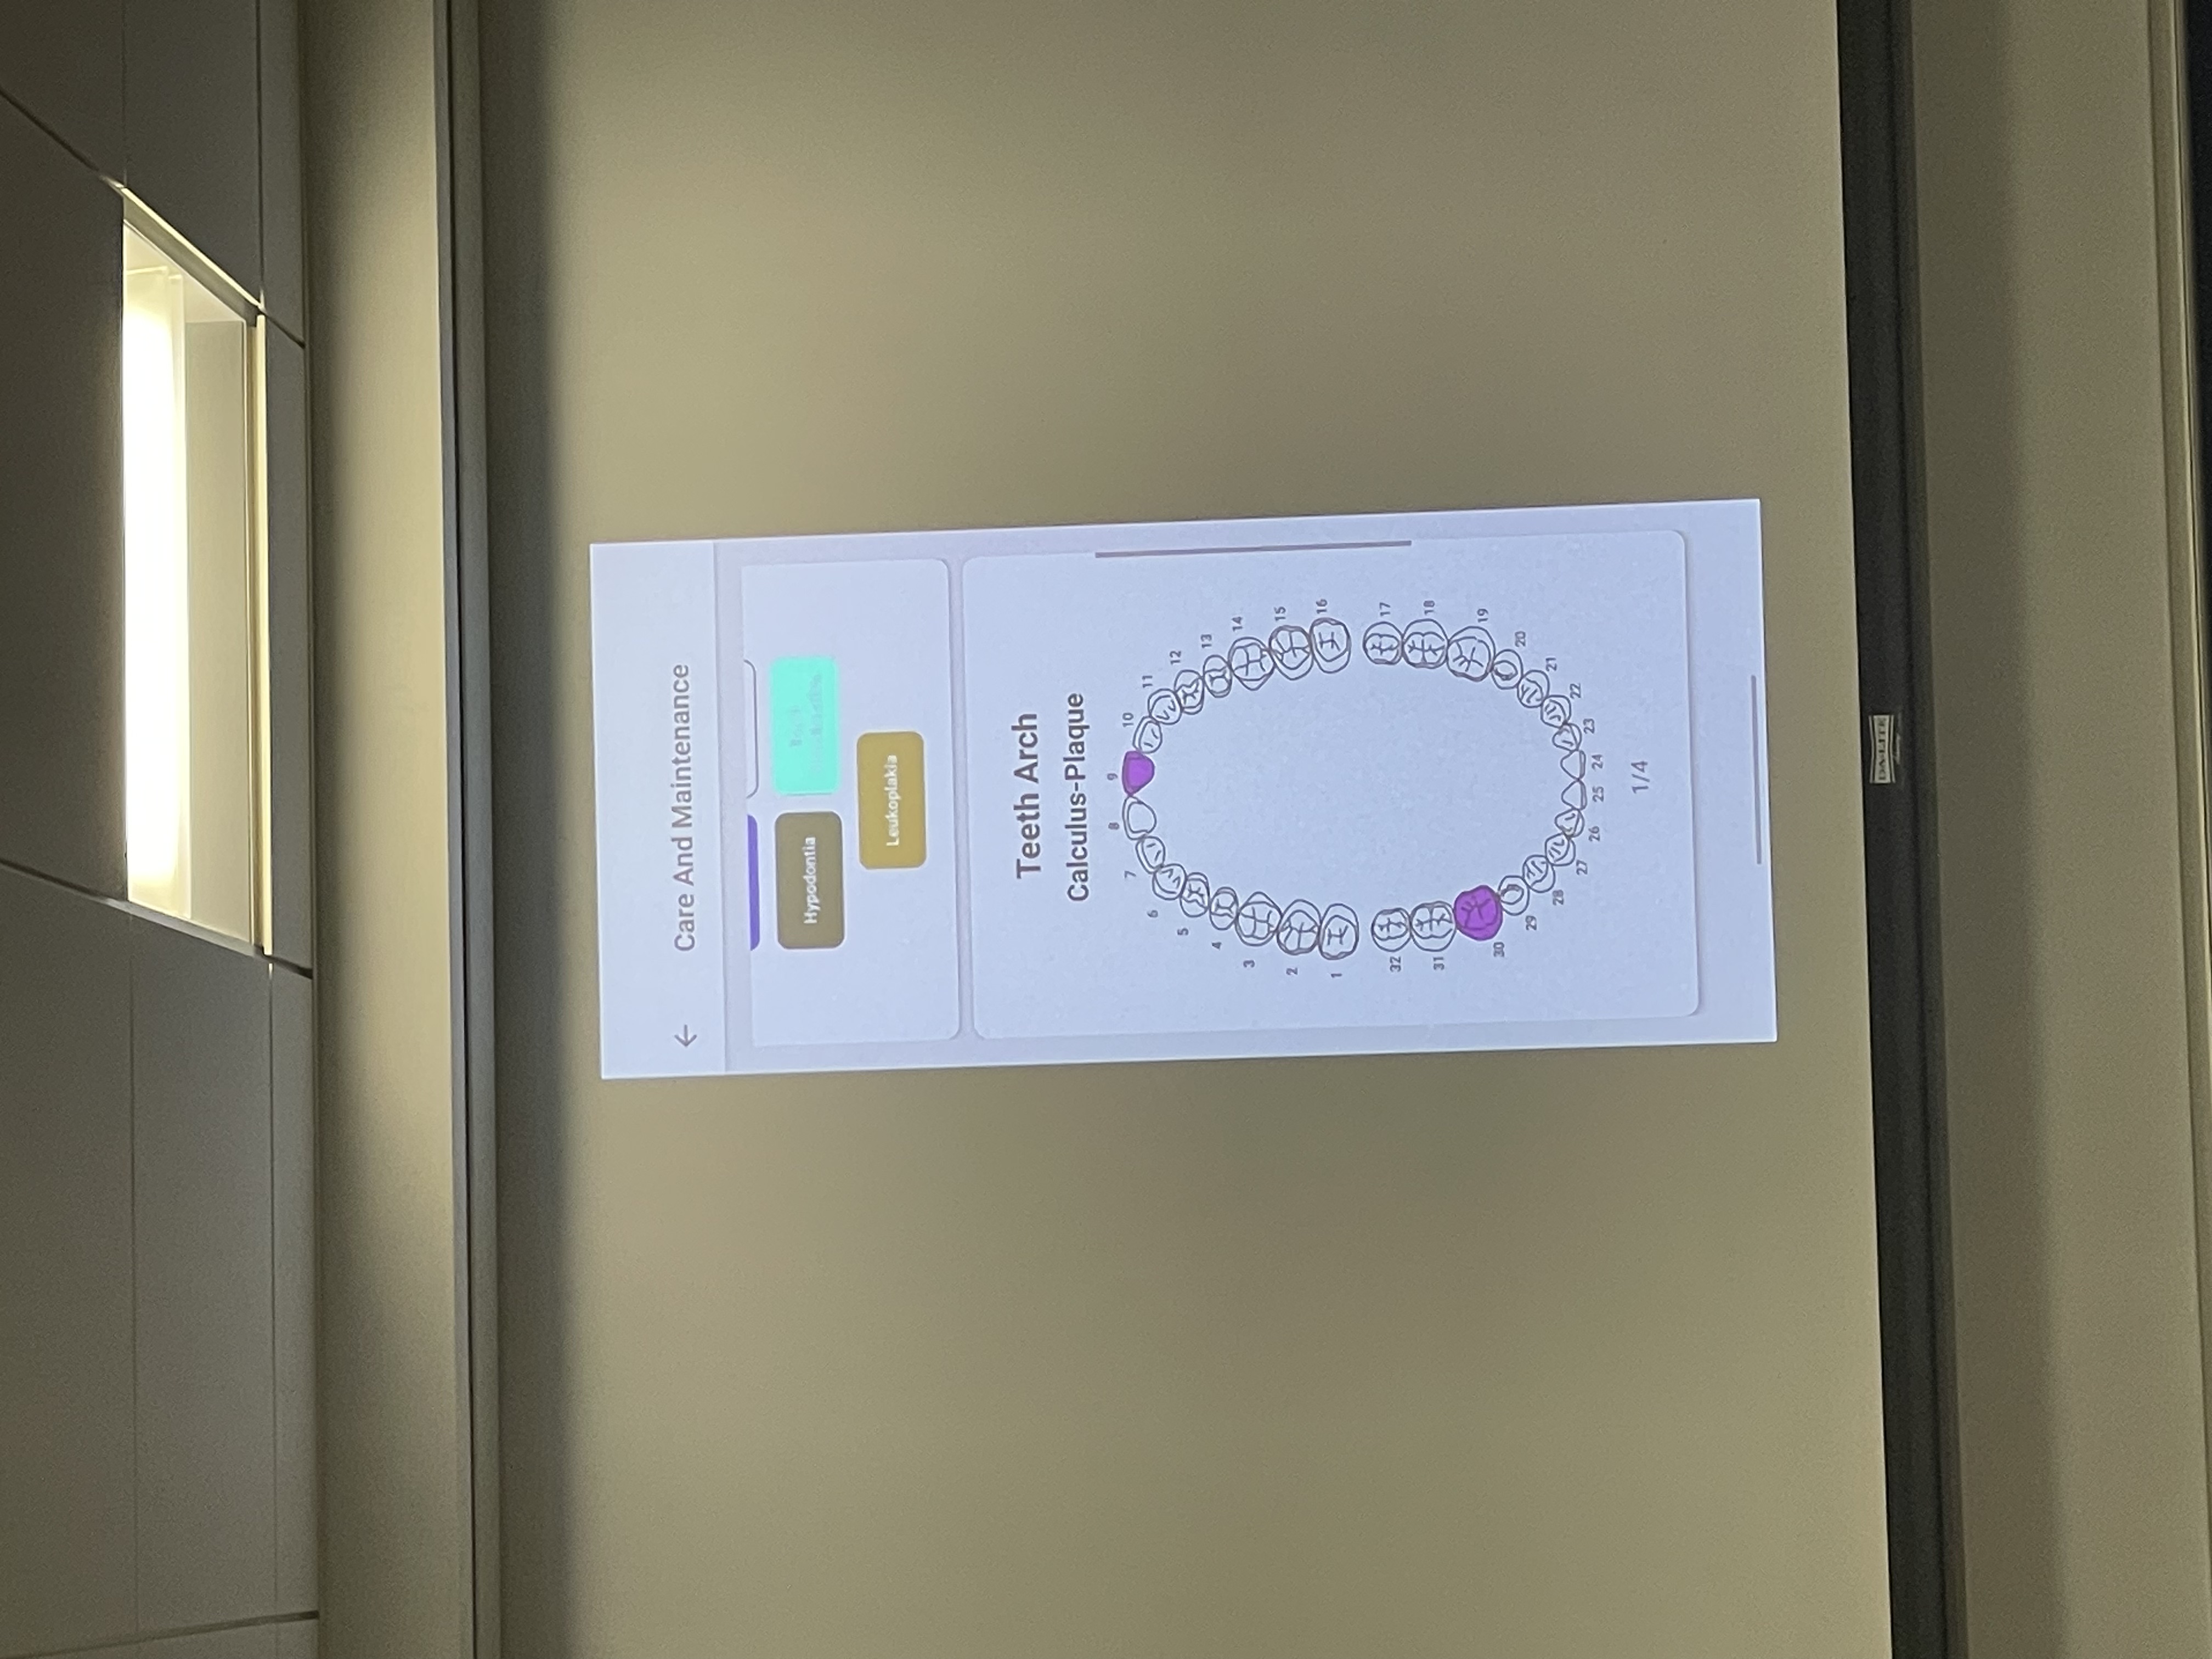 Care And Maintenance
Hypodontia
Leukoplakia
Teeth Arch
Calculus-Plaque
8 9
7 10
6 11
5 12
4 13
3 14
2 15
1 16
32 17
31 18
30 19
29 20
28 21
27 22
26 25 24 23
1/4
DA-LITE